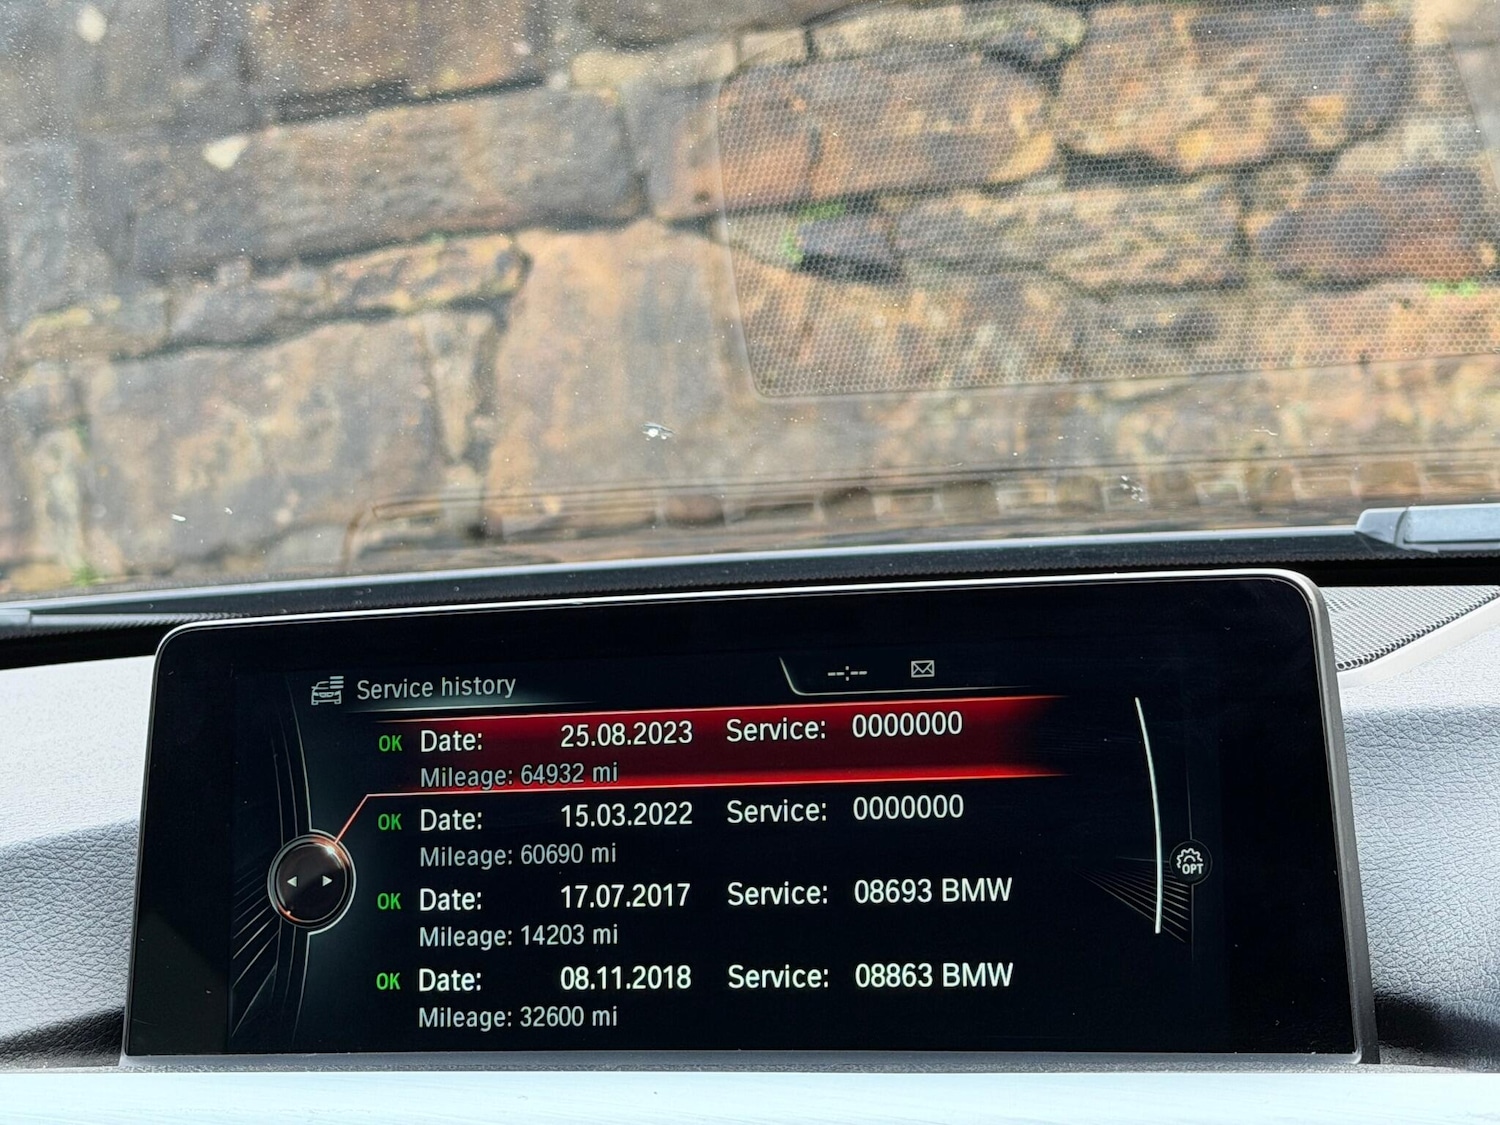 Service history --:--
OK Date: 25.08.2023 Service: 0000000
Mileage: 64932 mi
OK Date: 15.03.2022 Service: 0000000
Mileage: 60690 mi
OK Date: 17.07.2017 Service: 08693 BMW
Mileage: 14203 mi
OPT
OK Date: 08.11.2018 Service: 08863 BMW
Mileage: 32600 mi